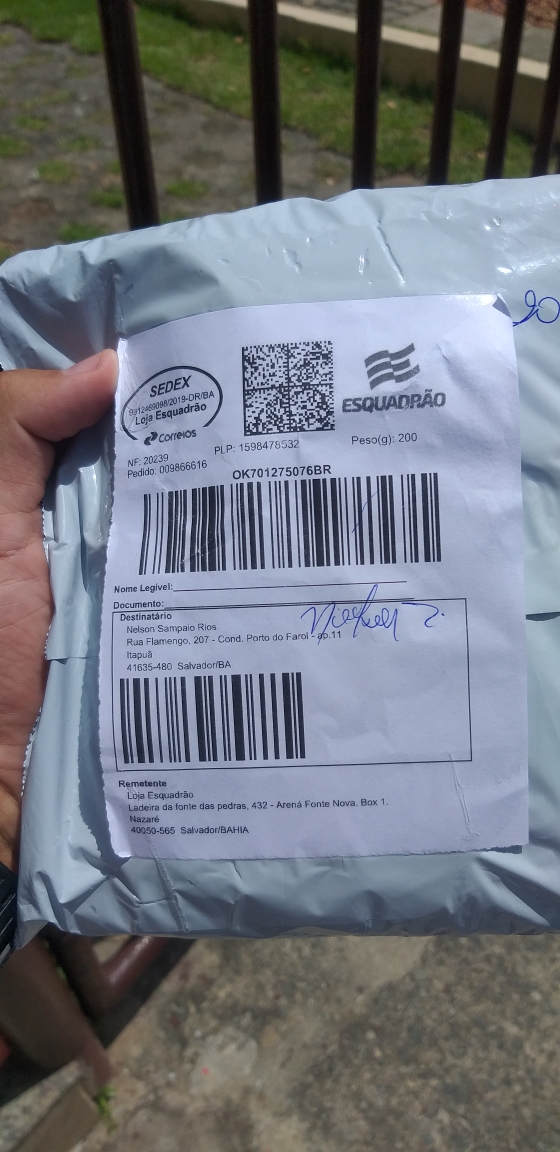 20
SEDEX
9912469098/2019-DR/BA
Loja Esquadrão
Correios
ESQUADRÃO
NF: 20239
PLP: 1598478532
Peso(g): 200
Pedido: 009866616
OK701275076BR
Nome Legível:
Documento:
Destinatário
Nelson Sampaio Rios
Rua Flamengo, 207 - Cond. Porto do Farol - ap.11
Itapuã
41635-480 Salvador/BA
Remetente
Loja Esquadrão
Ladeira da fonte das pedras, 432 - Arena Fonte Nova. Box 1.
Nazaré
40050-565 Salvador/BAHIA